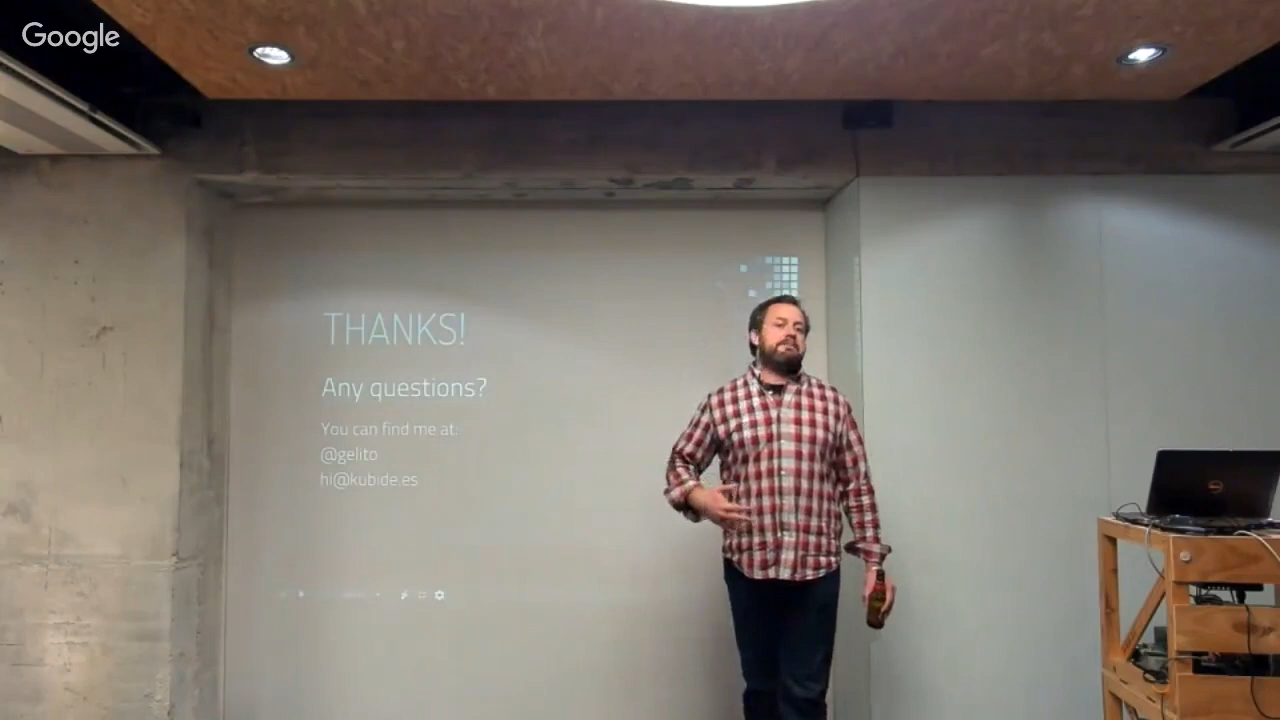 Google
THANKS!
Any questions?
You can find me at:
@gelito
hi@kubide.es